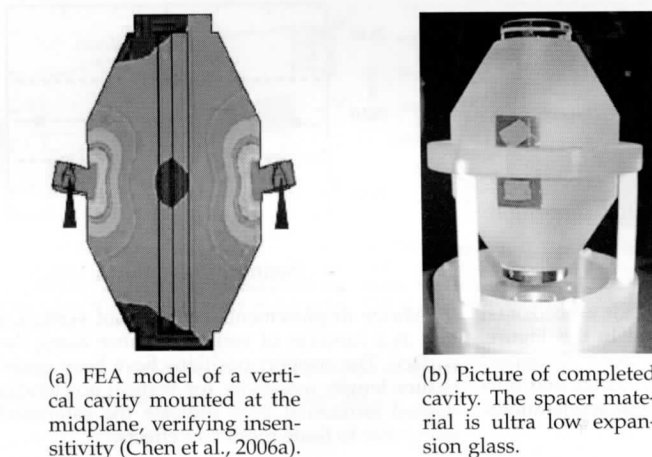 (a) FEA model of a verti-
cal cavity mounted at the
midplane, verifying insen-
sitivity (Chen et al., 2006a).
(b) Picture of completed
cavity. The spacer mate-
rial is ultra low expan-
sion glass.